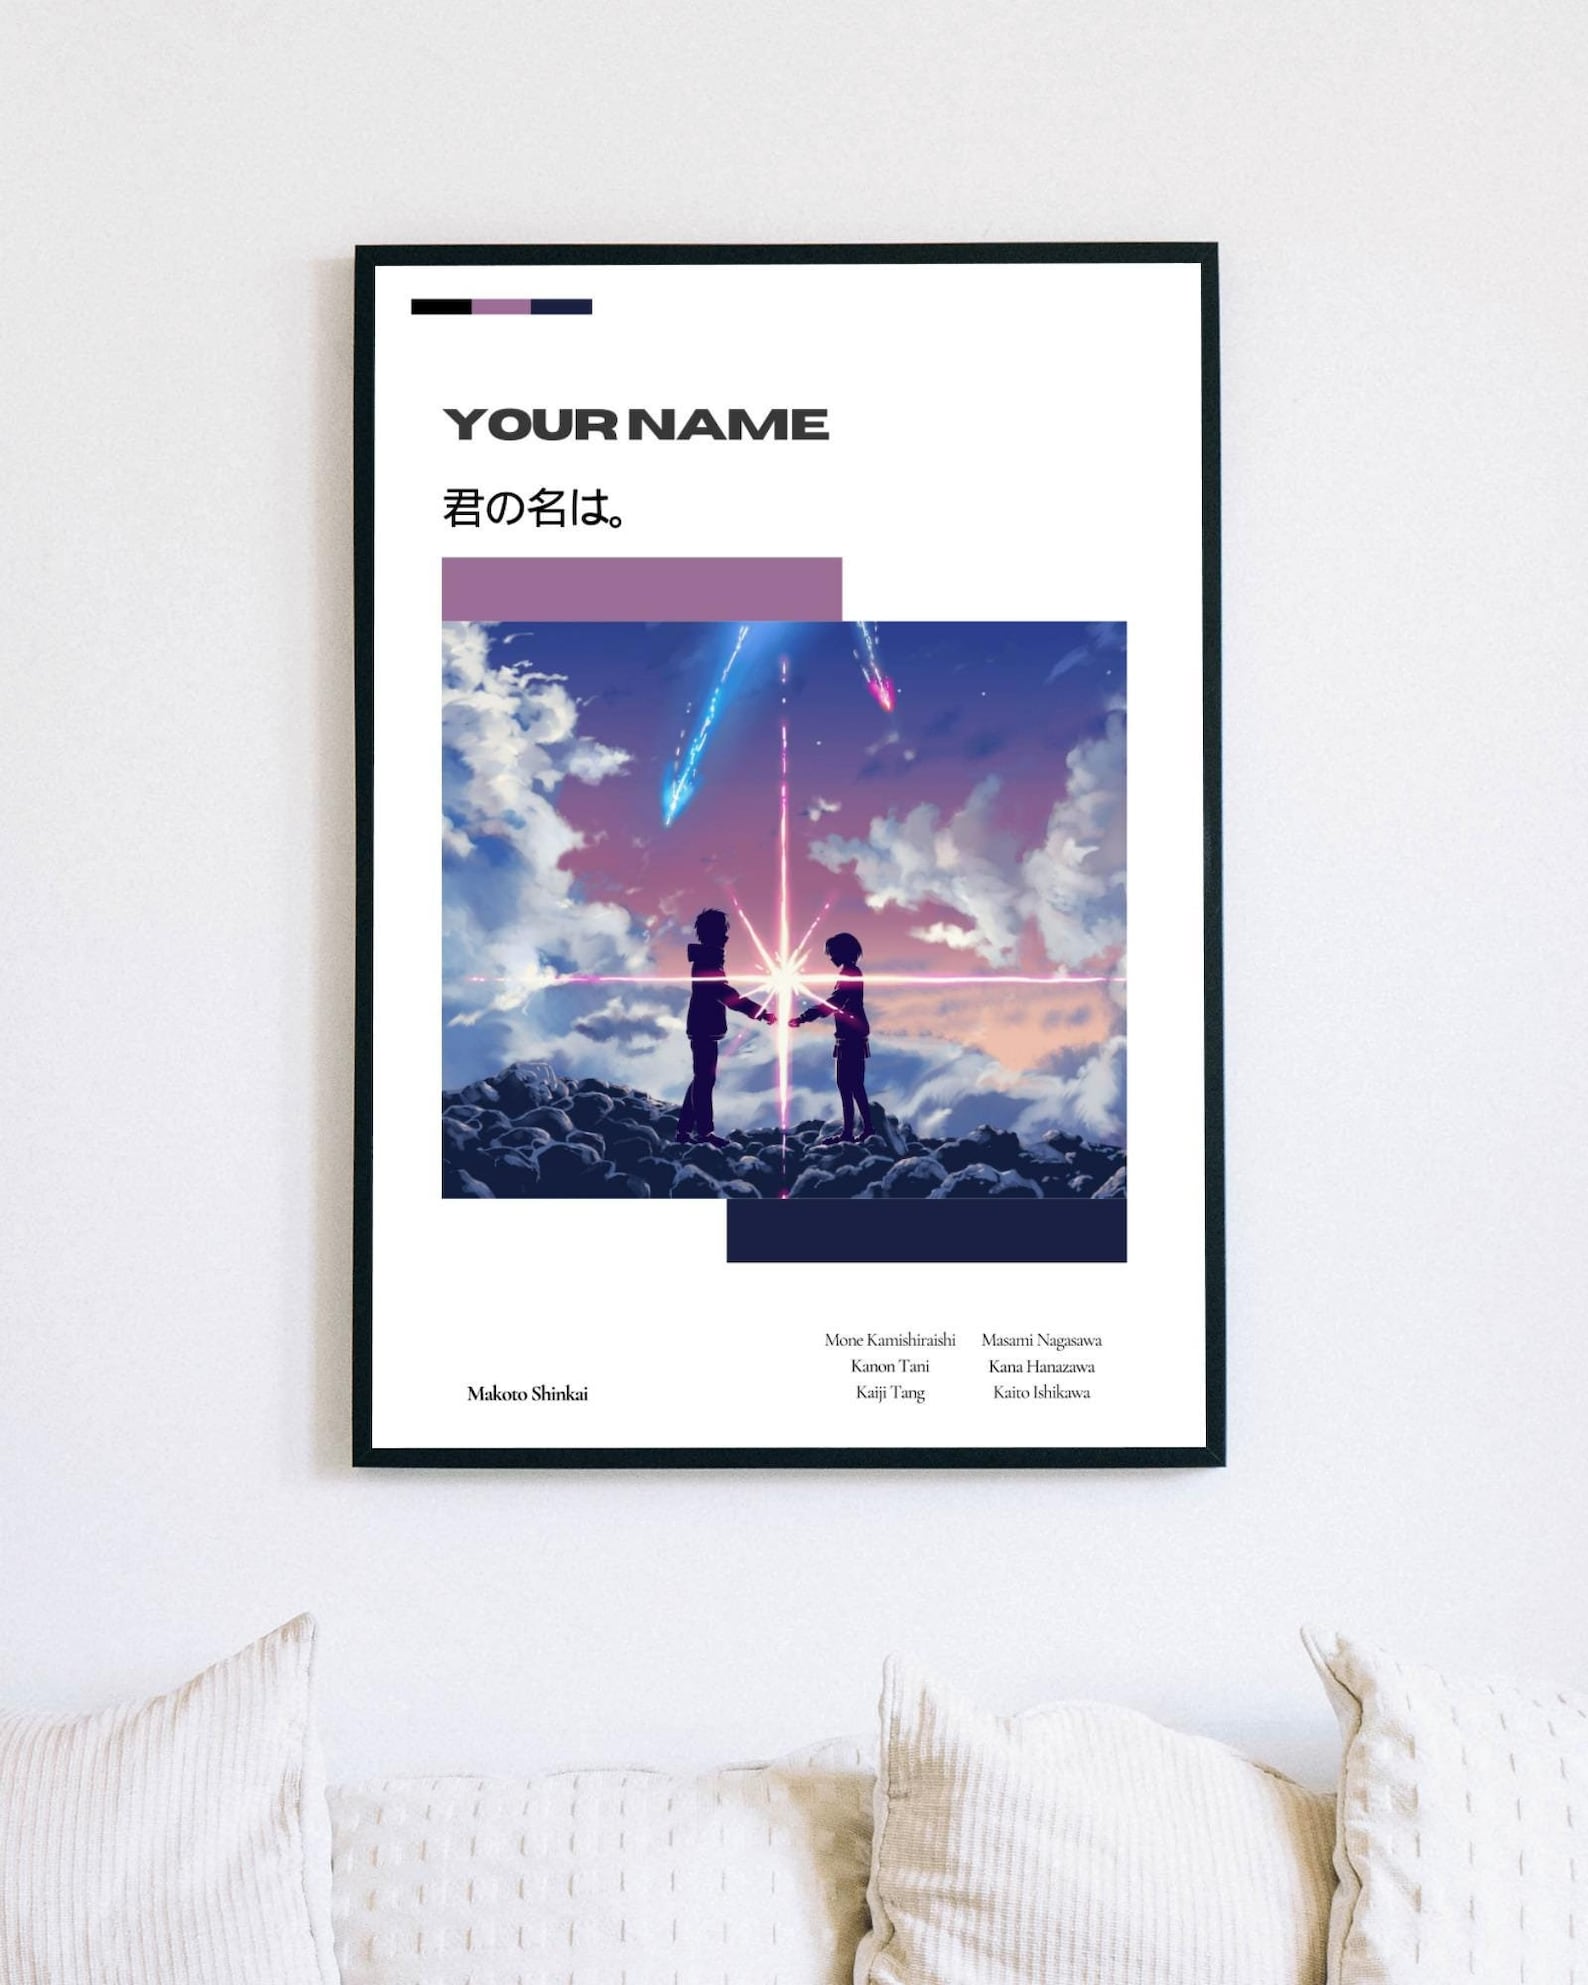 YOUR NAME
君の名は。
Makoto Shinkai
Mone Kamishiraishi
Kanon Tani
Kaiji Tang
Masami Nagasawa
Kana Hanazawa
Kaito Ishikawa